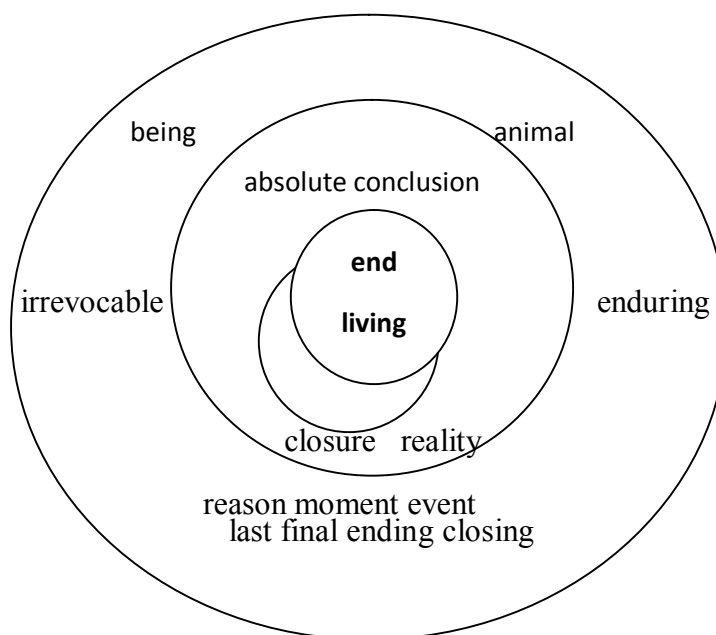 being animal
absolute conclusion
end
living
irrevocable enduring
closure reality
reason moment event
last final ending closing